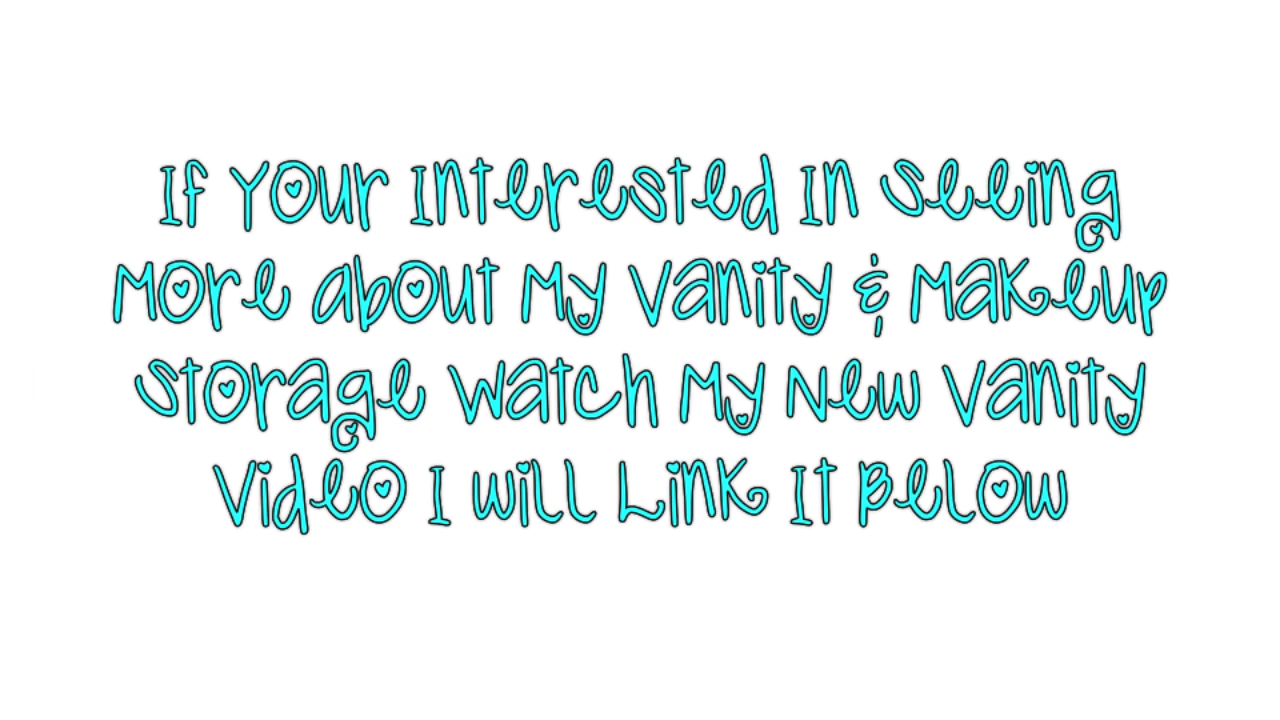 If Your Interested In Seeing
More about My Vanity & Makeup
Storage Watch My New Vanity
Video I will Link It Below